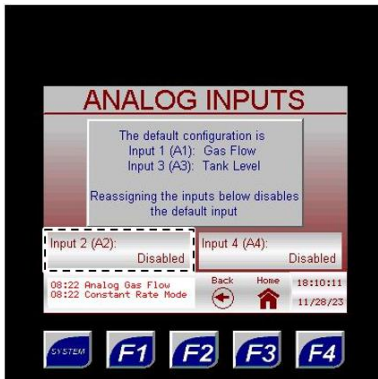 ANALOG INPUTS
The default configuration is
Input 1 (A1): Gas Flow
Input 3 (A3): Tank Level
Reassigning the inputs below disables
the default input
Input 2 (A2):
Disabled
Input 4 (A4):
Disabled
08:22 Analog Gas Flow
08:22 Constant Rate Mode
Back
Home
18:10:11
11/28/23
SYSTEM
F1
F2
F3
F4